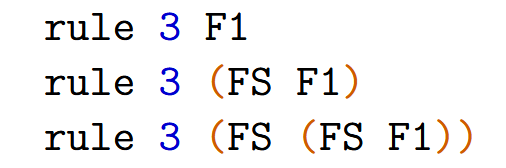 rule 3 F1
rule 3 (FS F1)
rule 3 (FS (FS F1))